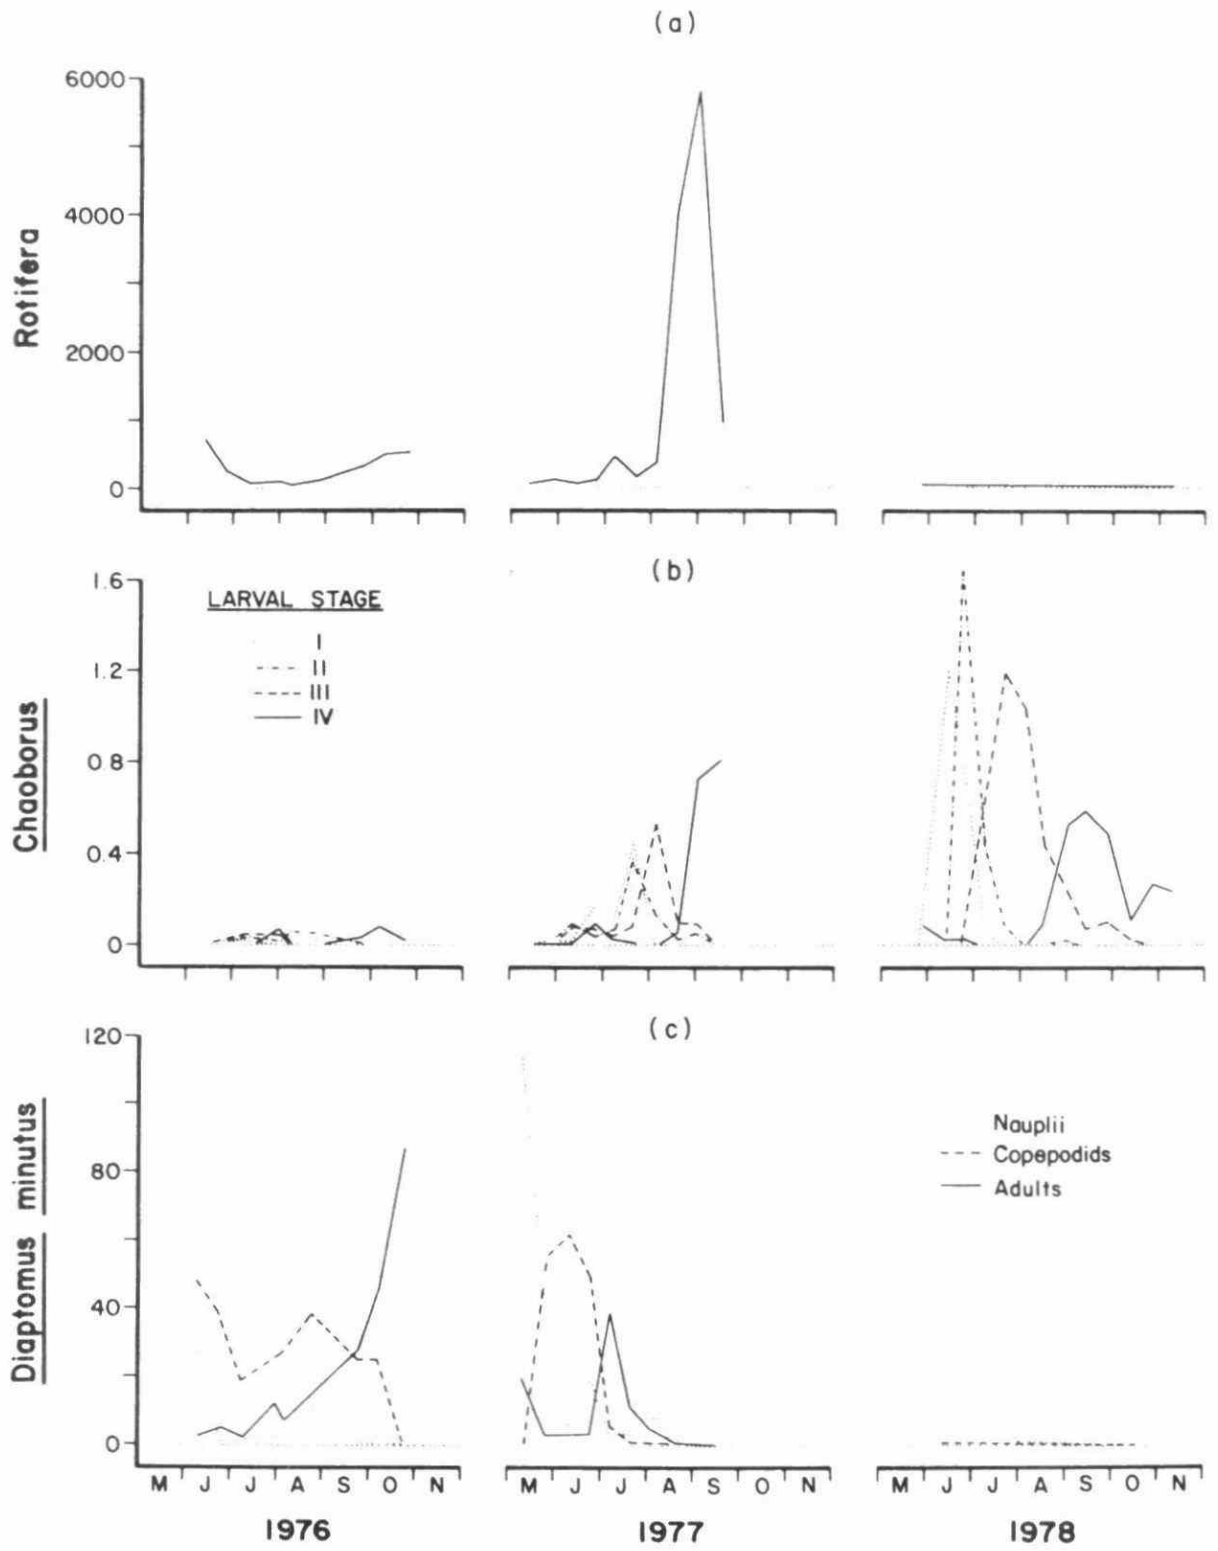 (a)
6000
4000
2000
0
Rotifera
(b)
1.6
1.2
0.8
0.4
0
Chaoborus
LARVAL STAGE
I
II
III
IV
(c)
120
80
40
0
Diaptomus minutus
Nauplii
Copepodids
Adults
M J J A S O N
M J J A S O N
M J J A S O N
1976
1977
1978